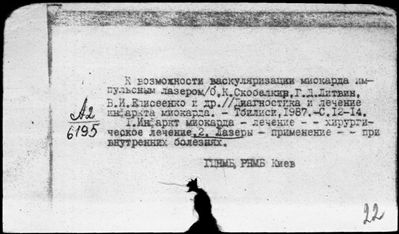 К возможности васкуляризации миокарда им-
пульсным лазером/О.К.Скобелкин,Г.Д.Литвин,
В.И.Елисеенко и др.//Диагностика и лечение
инфаркта миокарда. - Тбилиси,1987.-С.12-14.
А2
6195
1.Инфаркт миокарда - лечение - - хирурги-
ческое лечение.2. Лазеры - применение - - при
внутренних болезнях.
ГЦНМБ, РНМБ Киев
22